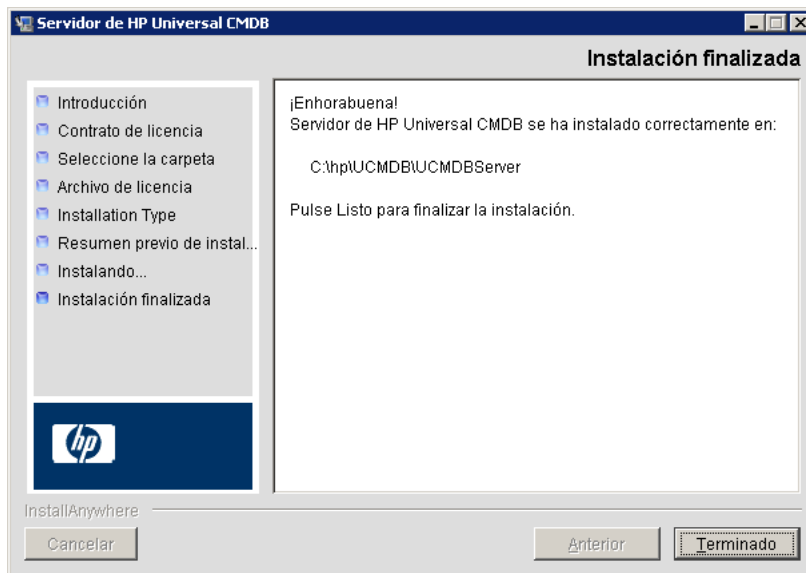 Servidor de HP Universal CMDB
Instalación finalizada
Introducción
Contrato de licencia
Seleccione la carpeta
Archivo de licencia
Installation Type
Resumen previo de instal...
Instalando...
Instalación finalizada
¡Enhorabuena!
Servidor de HP Universal CMDB se ha instalado correctamente en:
C:\hp\UCMDB\UCMDBServer
Pulse Listo para finalizar la instalación.
hp
InstallAnywhere
Cancelar
Anterior
Terminado